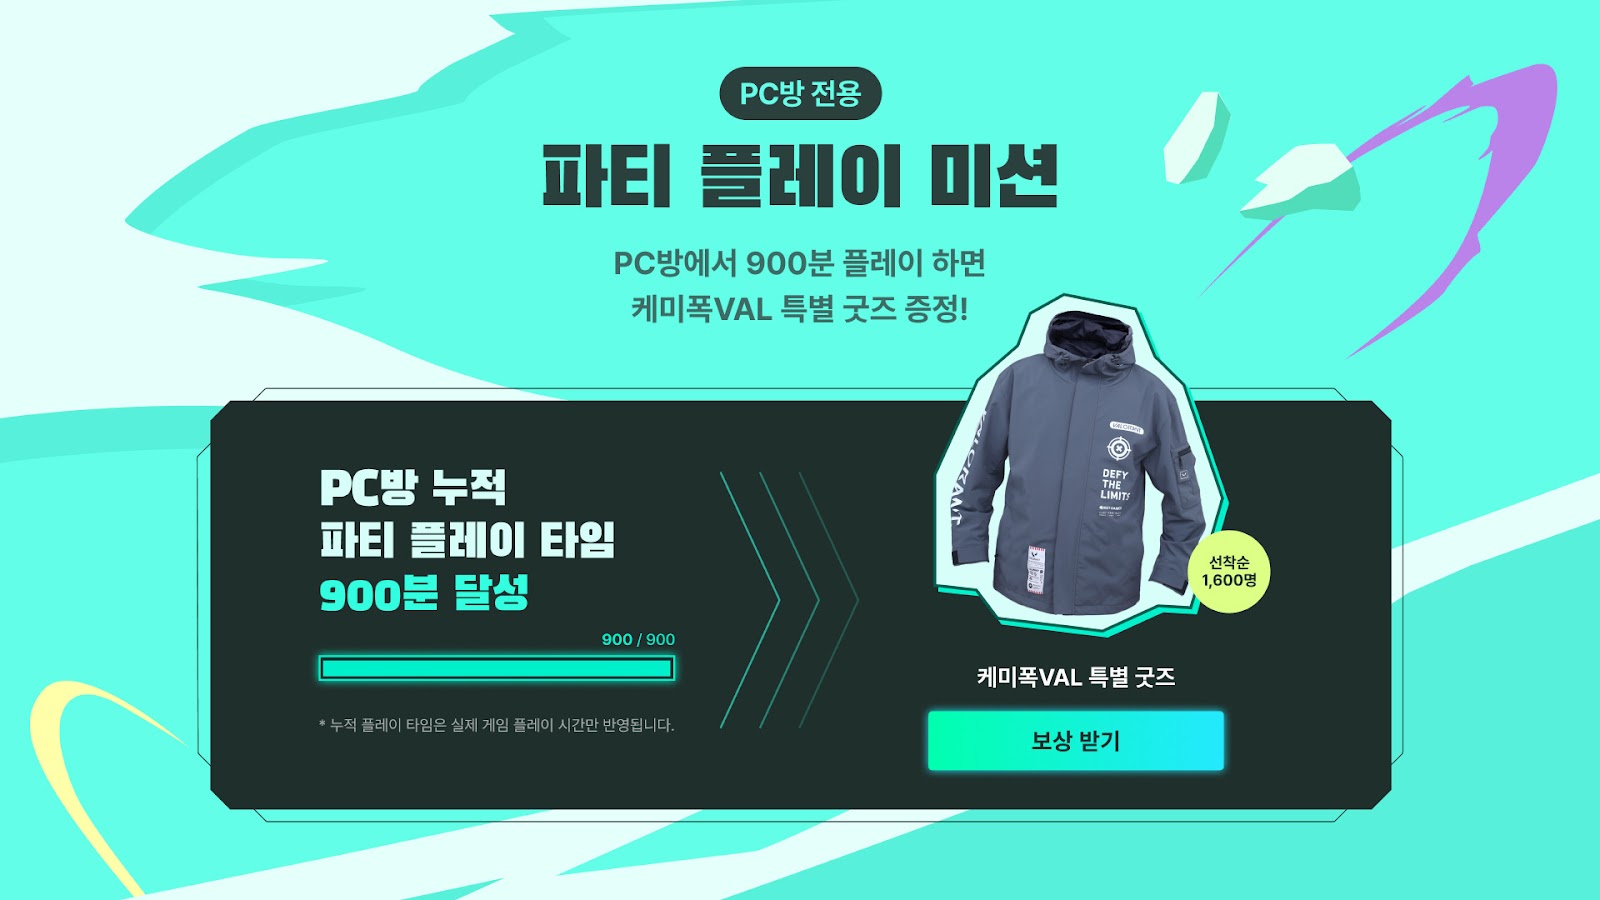 PC방 전용
파티 플레이 미션
PC방에서 900분 플레이 하면
케미폭VAL 특별 굿즈 증정!
PC방 누적
파티 플레이 타임
900분 달성
900 / 900
* 누적 플레이 타임은 실제 게임 플레이 시간만 반영됩니다.
VALORANT
DEFY
THE
LIMITS
선착순
1,600명
케미폭VAL 특별 굿즈
보상 받기